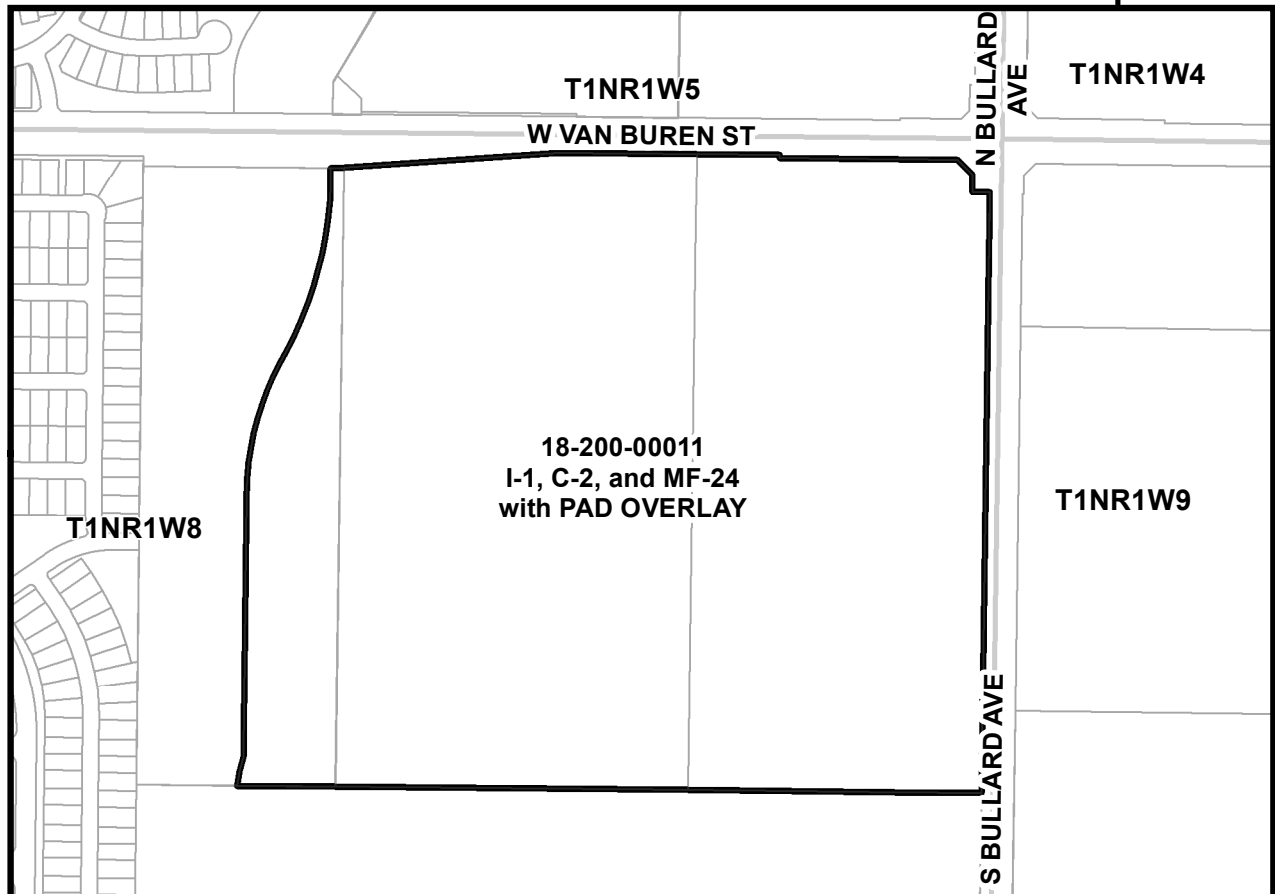 T1NR1W5
N BULLARD
AVE
T1NR1W4
W VAN BUREN ST
18-200-00011
I-1, C-2, and MF-24
with PAD OVERLAY
T1NR1W8
T1NR1W9
S BULLARD AVE